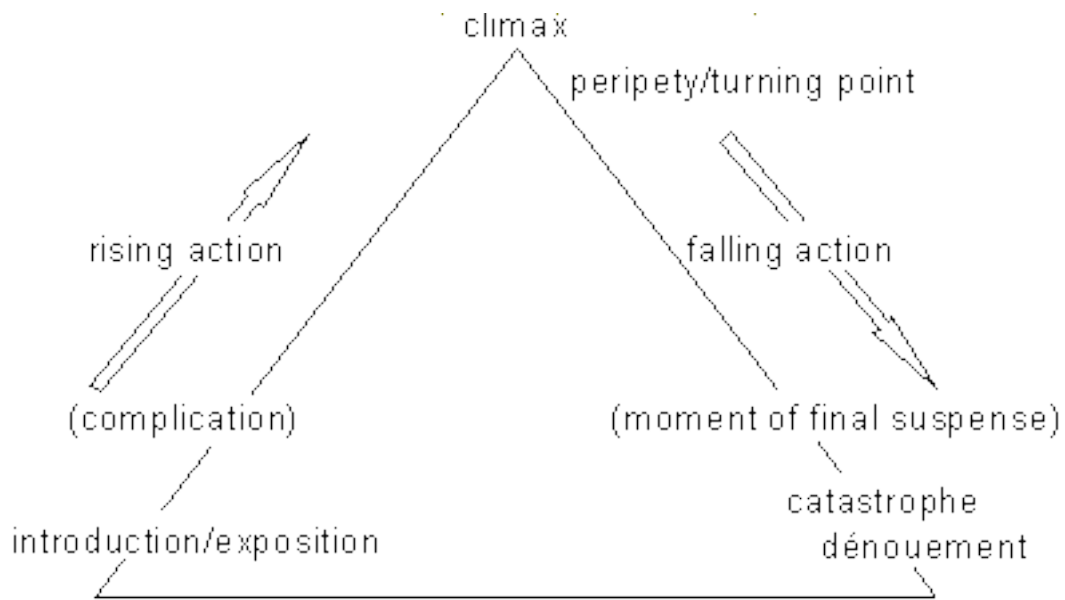 climax
peripety/turning point
rising action
falling action
(complication)
(moment of final suspense)
catastrophe
introduction/exposition
dénouement